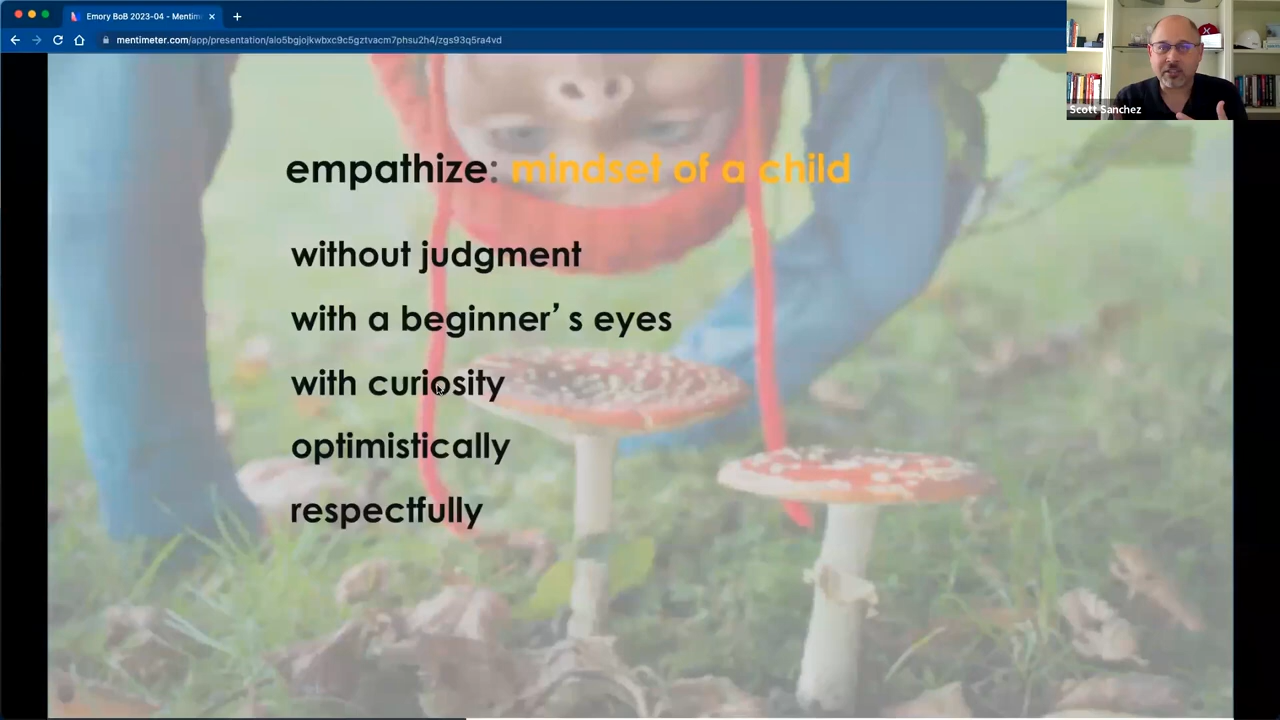 Emory BoB 2023-04 - Mentim
mentimeter.com/app/presentation/alo5bgjojkwbxc9c5gztvacm7phsu2h4/zgs93q5ra4vd
Scott Sanchez
empathize: mindset of a child
without judgment
with a beginner’s eyes
with curiosity
optimistically
respectfully